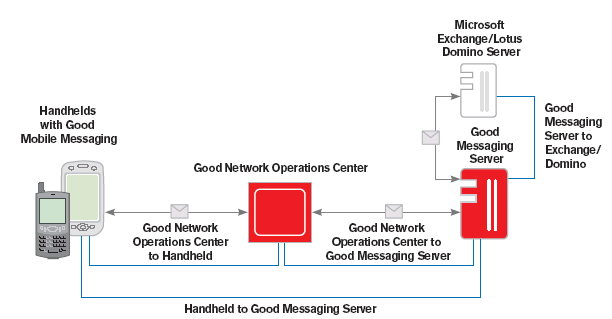 Microsoft
Exchange/Lotus
Domino Server
Handhelds
with Good
Mobile Messaging
Good
Messaging
Server
Good
Messaging
Server to
Exchange/
Domino
Good Network Operations Center
Good Network
Operations Center
to Handheld
Good Network
Operations Center to
Good Messaging Server
Handheld to Good Messaging Server